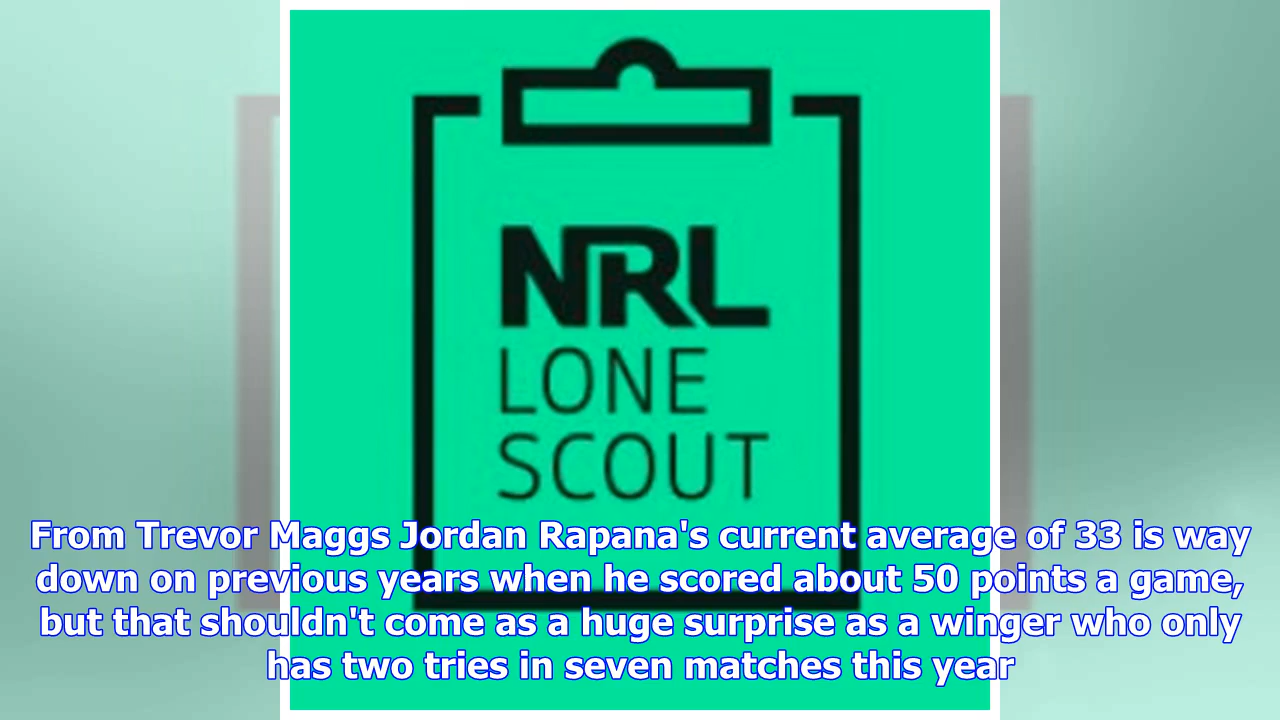 NRL
LONE
SCOUT
From Trevor Maggs Jordan Rapana's current average of 33 is way
down on previous years when he scored about 50 points a game,
but that shouldn't come as a huge surprise as a winger who only
has two tries in seven matches this year